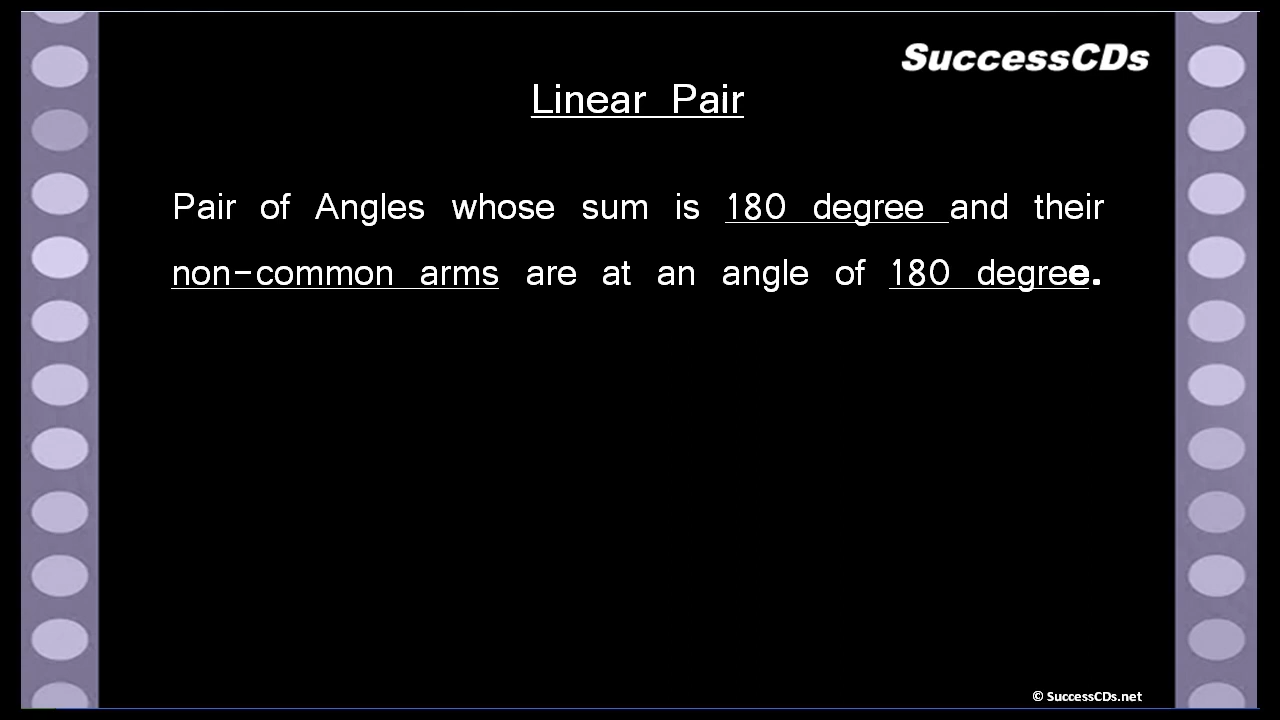 SuccessCDs
Linear Pair
Pair of Angles whose sum is 180 degree and their
non-common arms are at an angle of 180 degree.
© SuccessCDs.net